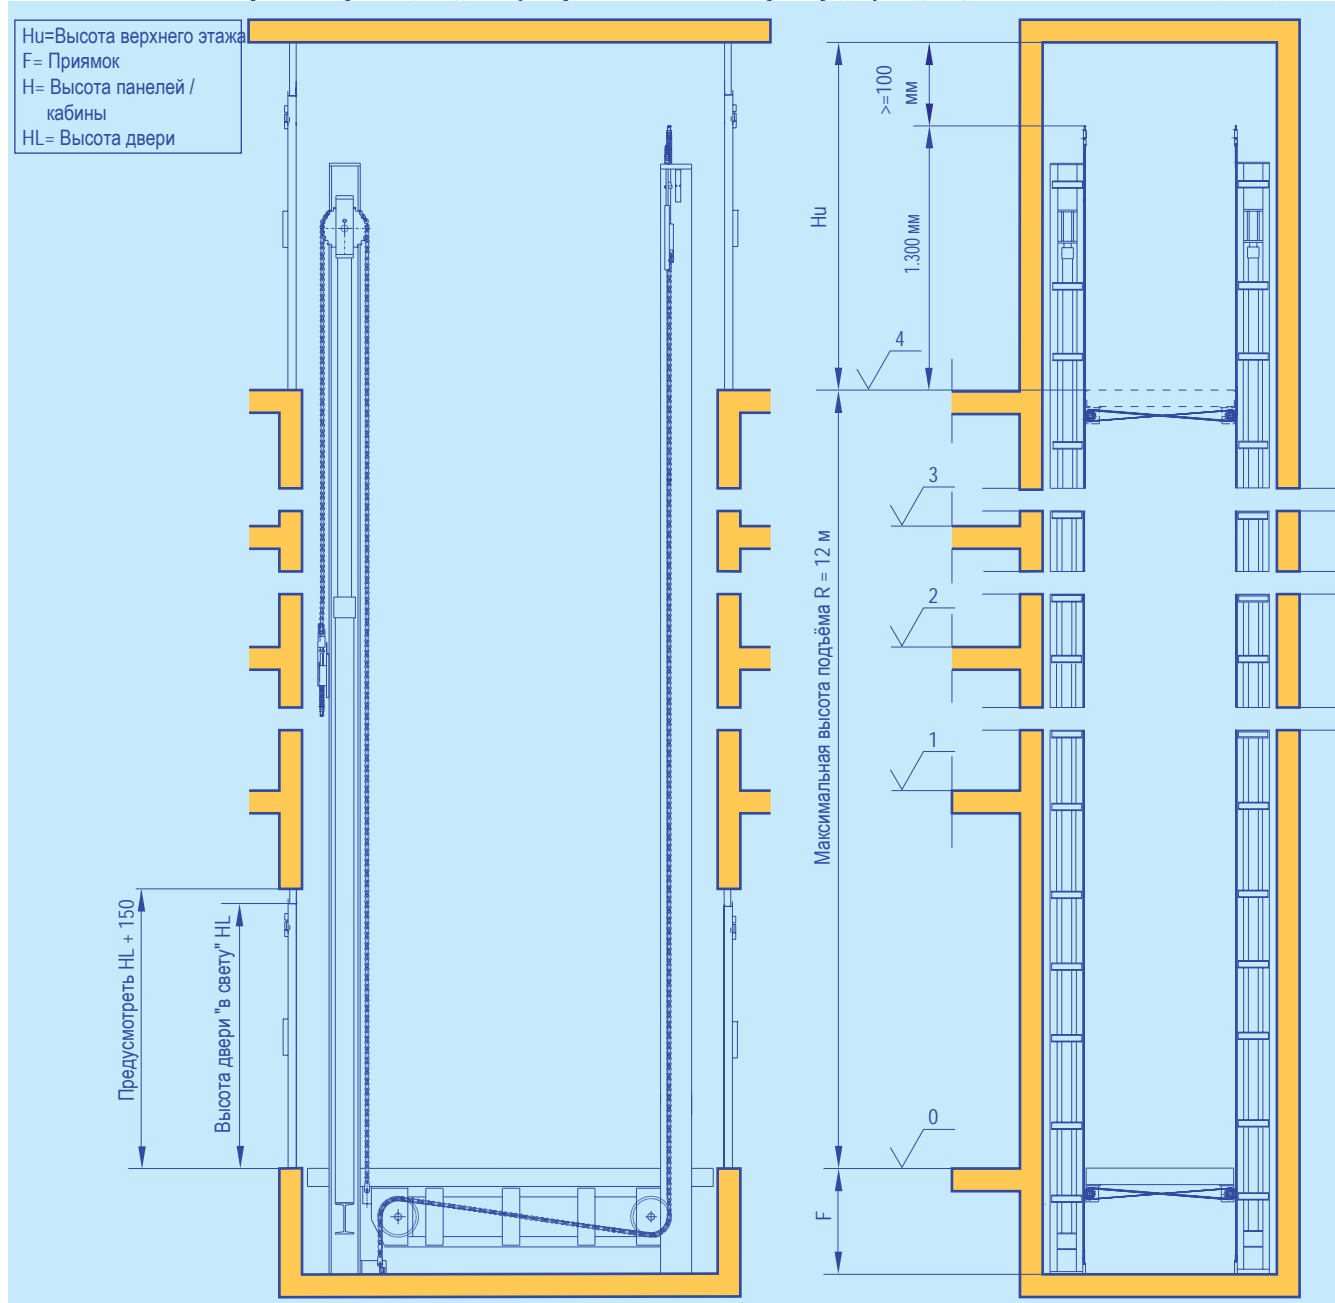 Hu=Высота верхнего этажа
F= Приямок
H= Высота панелей /
кабины
HL= Высота двери
>=100
мм
Hu
1.300 мм
4
3
Максимальная высота подъёма R = 12 м
2
1
Предусмотреть HL + 150
Высота двери "в свету" HL
0
F